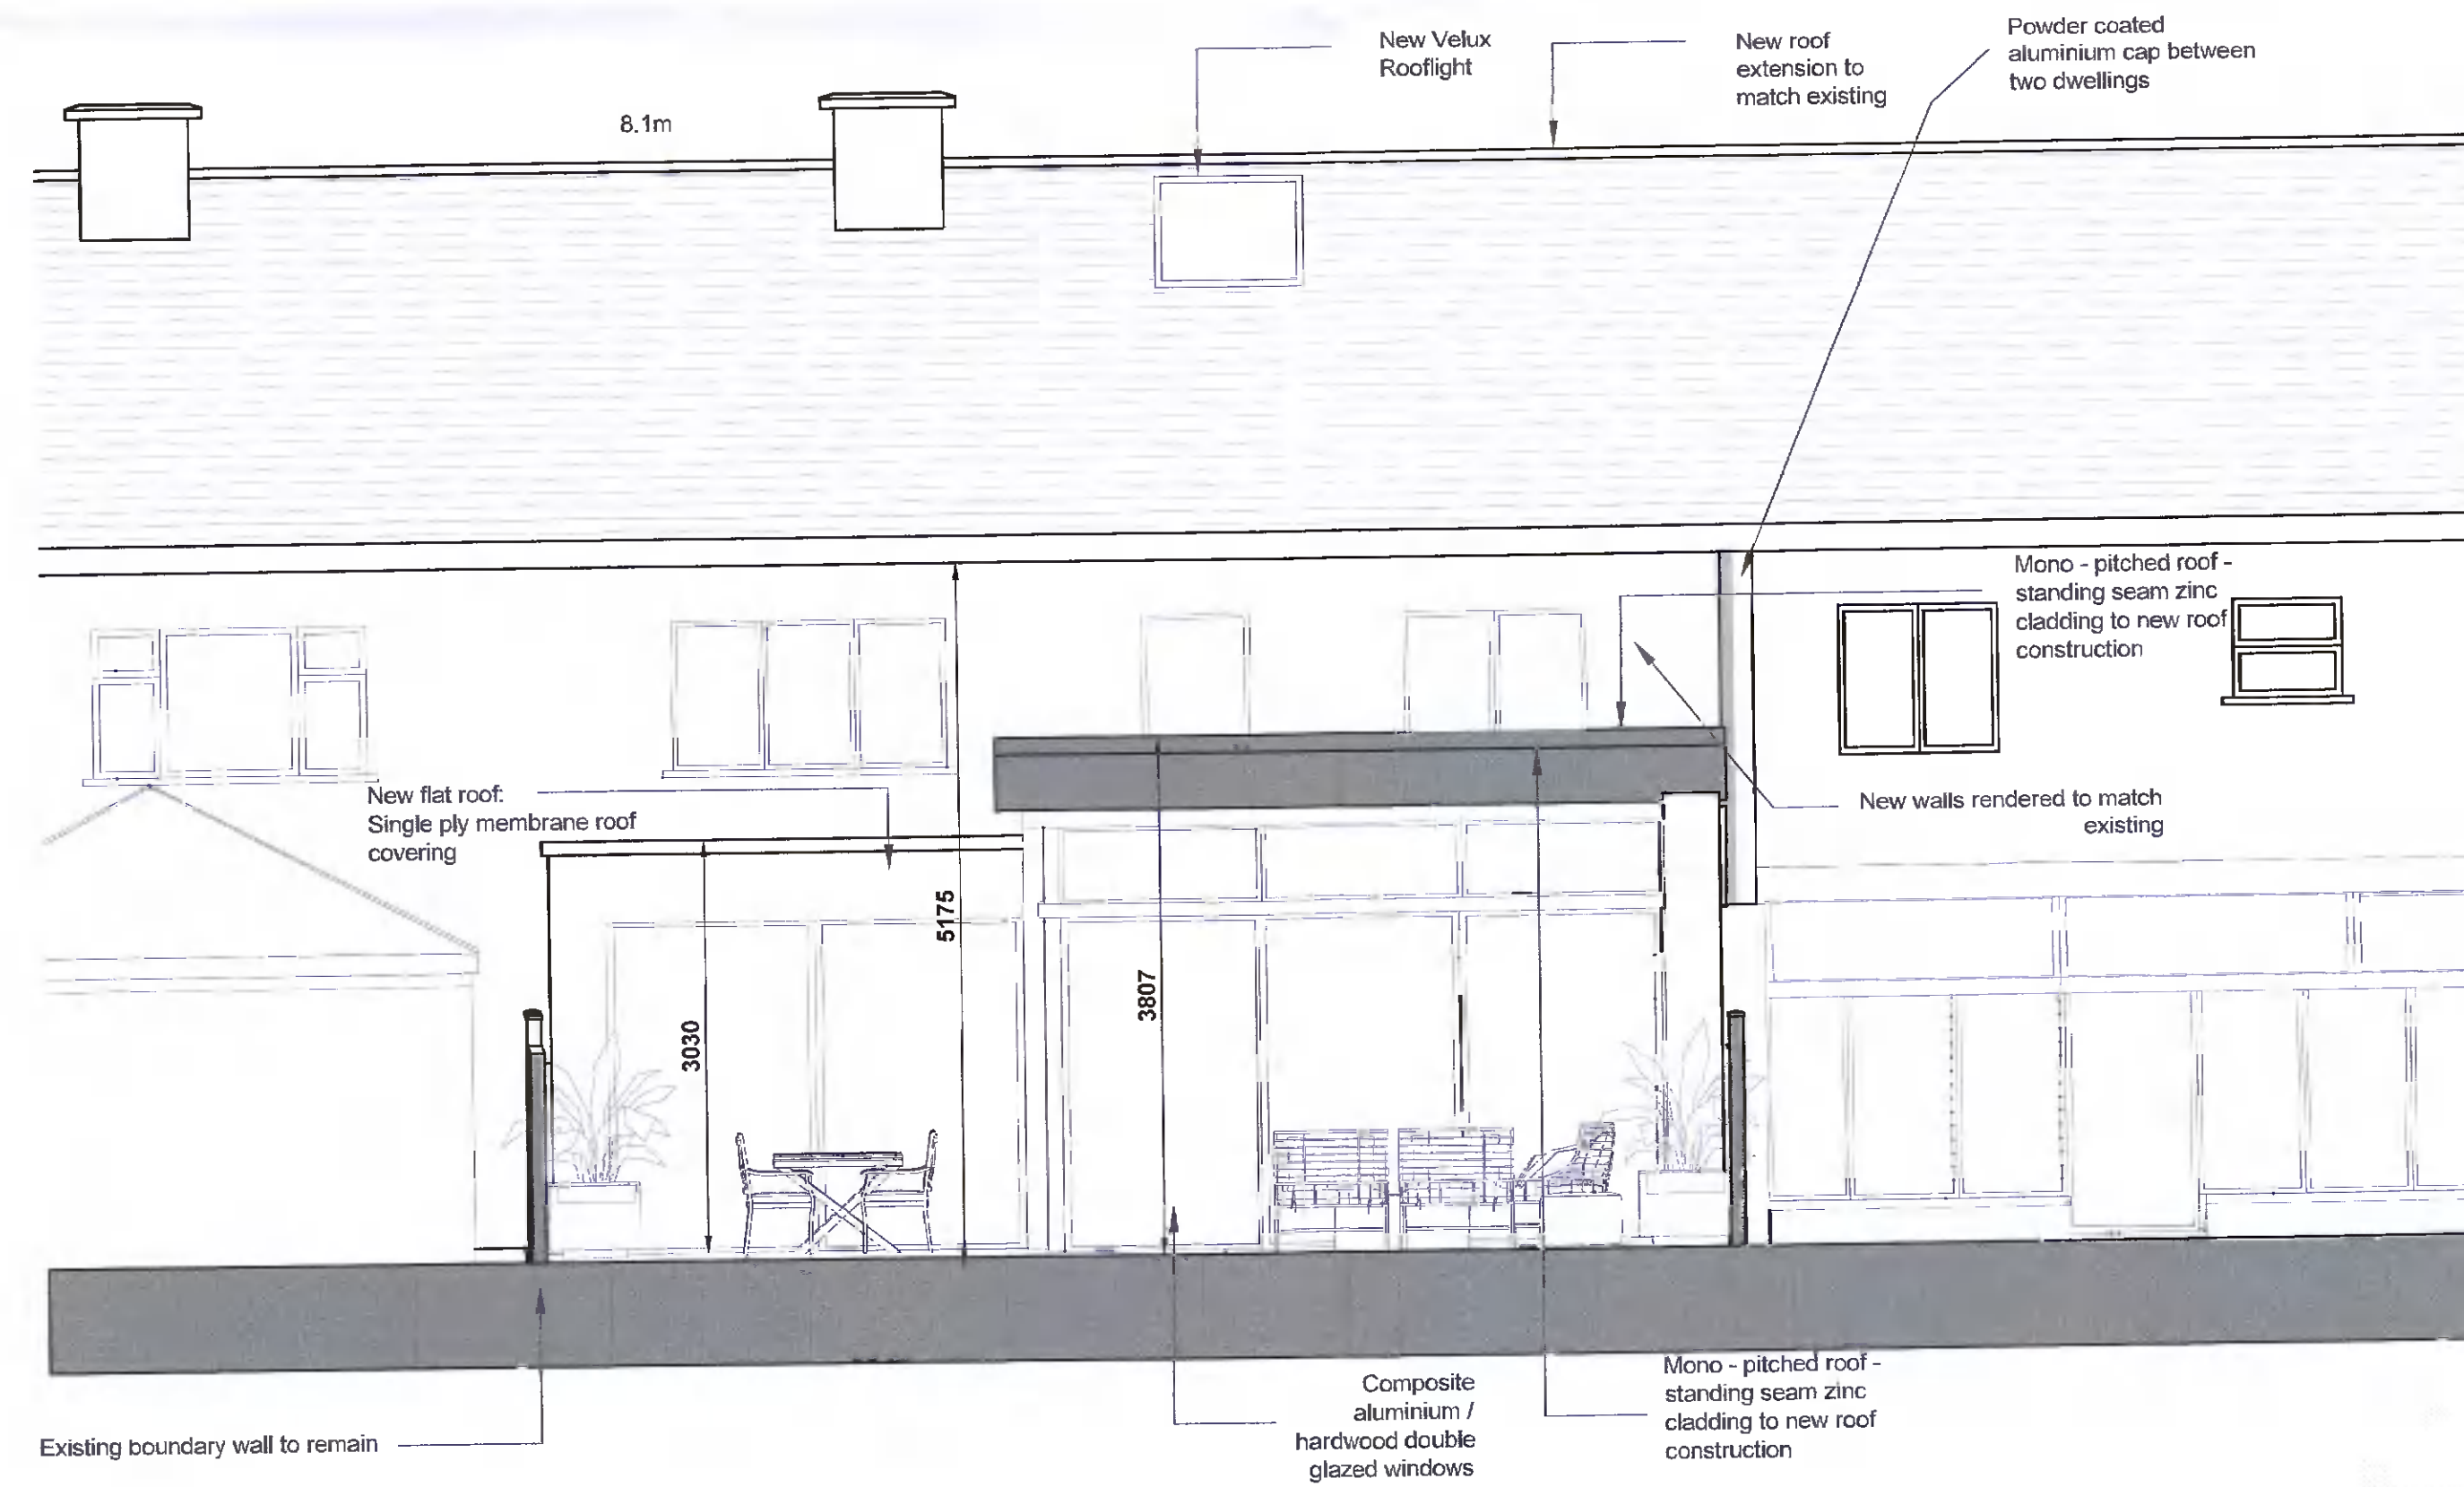 New Velux
Rooflight
New roof
extension to
match existing
Powder coated
aluminium cap between
two dwellings
8.1m
Mono - pitched roof -
standing seam zinc
cladding to new roof
construction
New flat roof:
Single ply membrane roof
covering
New walls rendered to match
existing
5175
3807
3030
Existing boundary wall to remain
Composite
aluminium /
hardwood double
glazed windows
Mono - pitched roof -
standing seam zinc
cladding to new roof
construction